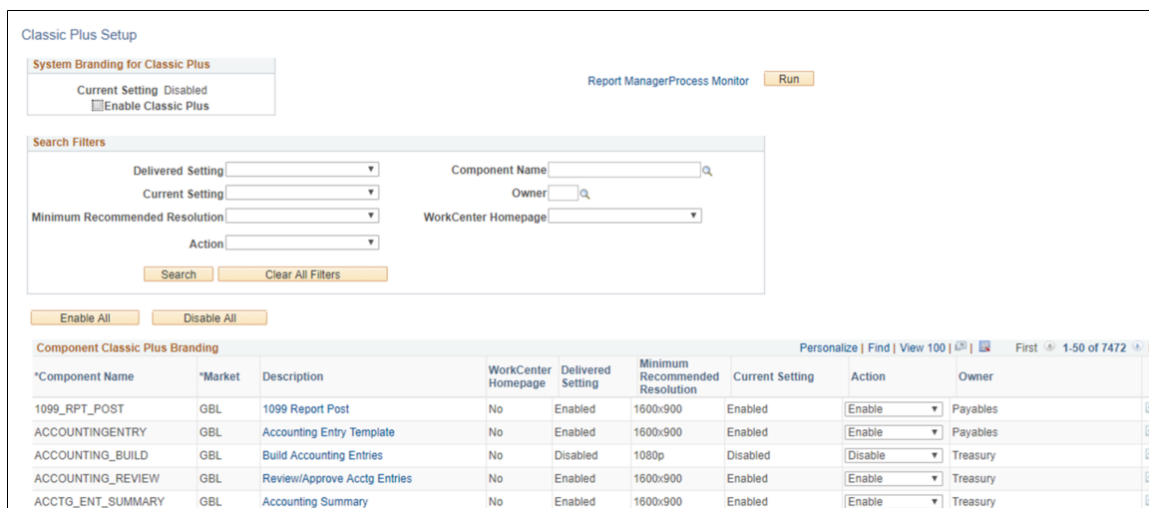 Classic Plus Setup
System Branding for Classic Plus
Current Setting Disabled
Enable Classic Plus
Report ManagerProcess Monitor Run
Search Filters
Delivered Setting Component Name
Current Setting Owner
Minimum Recommended Resolution WorkCenter Homepage
Action
Search Clear All Filters
Enable All Disable All
Component Classic Plus Branding Personalize | Find | View 100 | | First 1-50 of 7472
*Component Name *Market Description WorkCenter Homepage Delivered Setting Minimum Recommended Resolution Current Setting Action Owner
1099_RPT_POST GBL 1099 Report Post No Enabled 1600x900 Enabled Enable Payables
ACCOUNTINGENTRY GBL Accounting Entry Template No Enabled 1600x900 Enabled Enable Payables
ACCOUNTING_BUILD GBL Build Accounting Entries No Disabled 1080p Disabled Disable Treasury
ACCOUNTING_REVIEW GBL Review/Approve Acctg Entries No Enabled 1600x900 Enabled Enable Treasury
ACCTG_ENT_SUMMARY GBL Accounting Summary No Enabled 1600x900 Enabled Enable Treasury